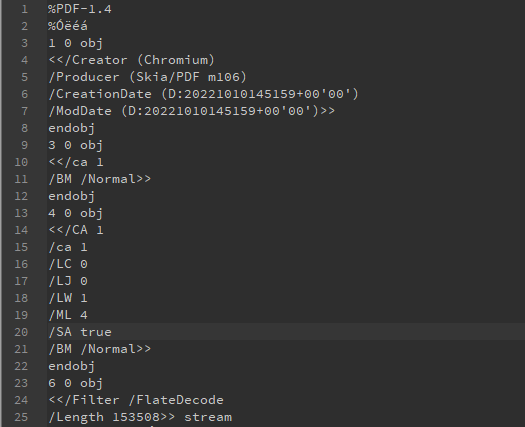 1 %PDF-1.4
2 %Óëéá
3 1 0 obj
4 <</Creator (Chromium)
5 /Producer (Skia/PDF m106)
6 /CreationDate (D:20221010145159+00'00')
7 /ModDate (D:20221010145159+00'00')>>
8 endobj
9 3 0 obj
10 <</ca 1
11 /BM /Normal>>
12 endobj
13 4 0 obj
14 <</CA 1
15 /ca 1
16 /LC 0
17 /LJ 0
18 /LW 1
19 /ML 4
20 /SA true
21 /BM /Normal>>
22 endobj
23 6 0 obj
24 <</Filter /FlateDecode
25 /Length 153508>> stream